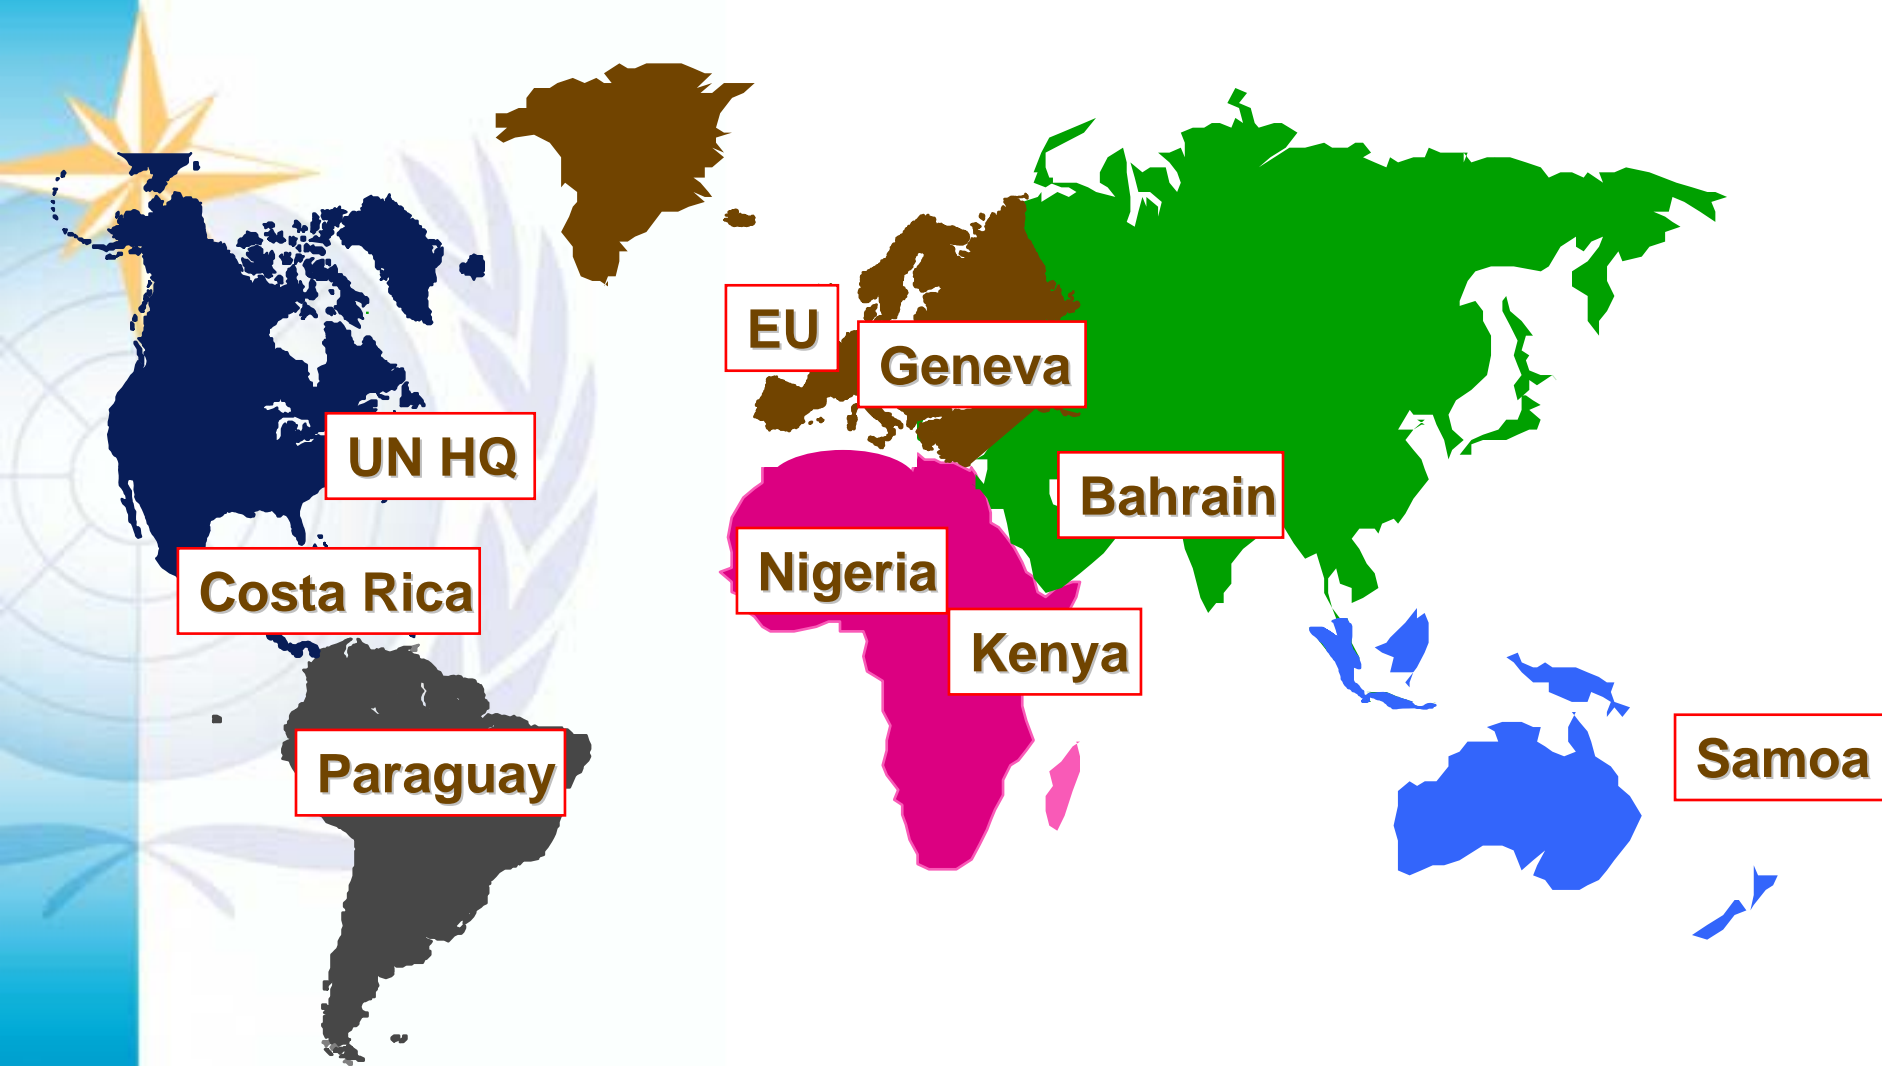 EU
Geneva
UN HQ
Bahrain
Nigeria
Costa Rica
Kenya
Paraguay
Samoa